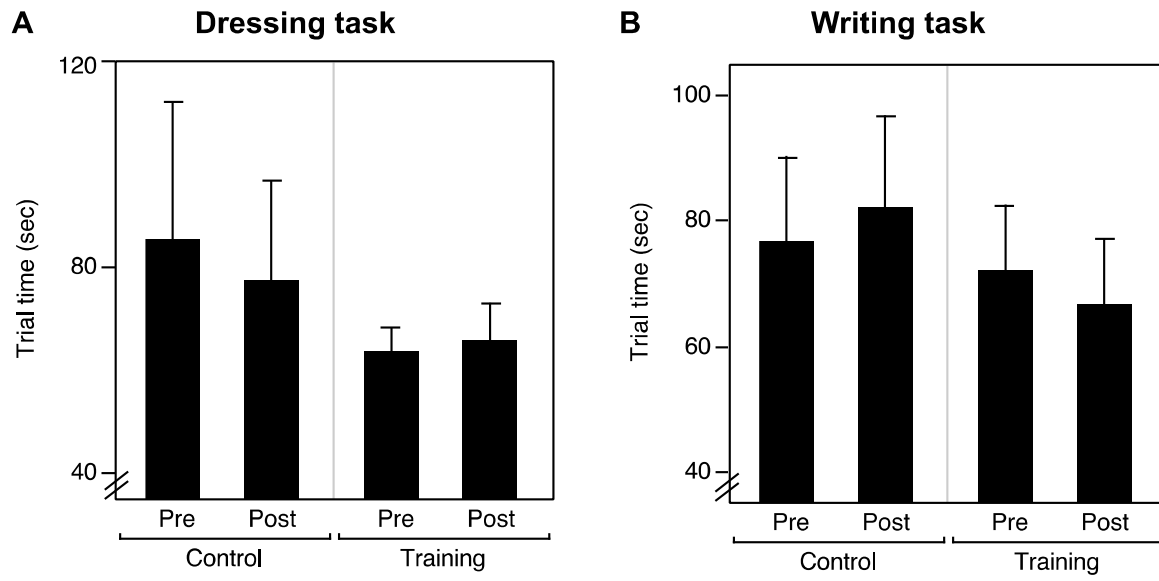 A Dressing task
120
80
40
Trial time (sec)
Pre Post Pre Post
Control Training
B Writing task
100
80
60
40
Trial time (sec)
Pre Post Pre Post
Control Training